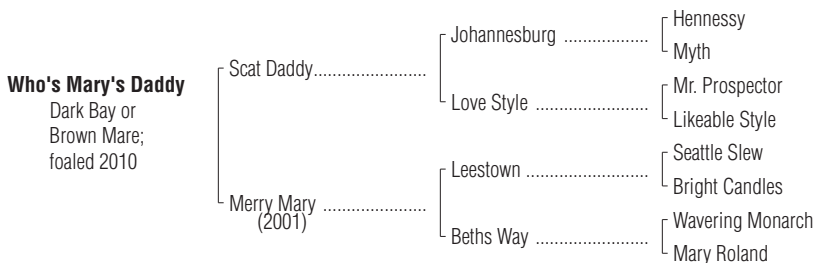 Hennessy
Johannesburg ..................
Myth
Scat Daddy........................
Who's Mary's Daddy
Mr. Prospector
Dark Bay or
Love Style ........................
Brown Mare;
Likeable Style
foaled 2010
Seattle Slew
Leestown ..........................
Bright Candles
Merry Mary ......................
(2001)
Wavering Monarch
Beths Way ........................
Mary Roland